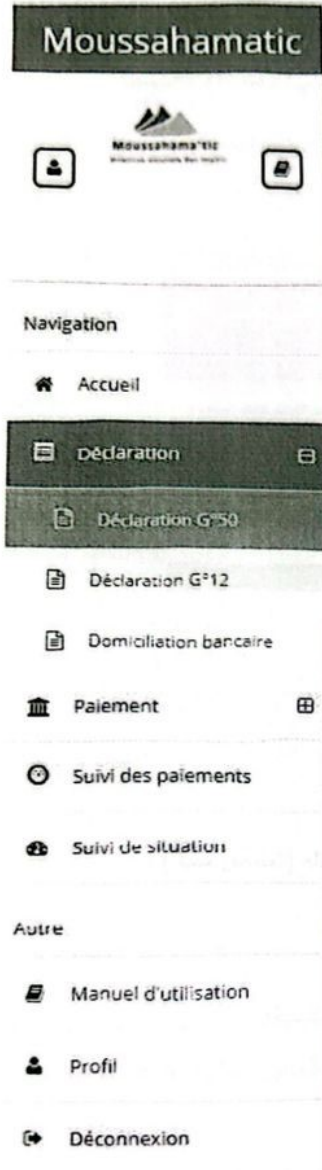 Moussahamatic
Moussahama'tic
Navigation
Accueil
Déclaration
Déclaration G°50
Déclaration G°12
Domiciliation bancaire
Paiement
Suivi des paiements
Suivi de situation
Autre
Manuel d'utilisation
Profil
Déconnexion